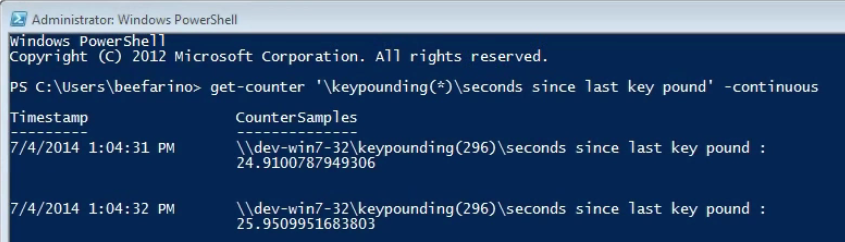 Administrator: Windows PowerShell
Windows PowerShell
Copyright (C) 2012 Microsoft Corporation. All rights reserved.
PS C:\Users\beefarino> get-counter '\keypounding(*)\seconds since last key pound' -continuous
Timestamp                 CounterSamples
---------                 --------------
7/4/2014 1:04:31 PM       \\dev-win7-32\keypounding(296)\seconds since last key pound :
24.9100787949306
7/4/2014 1:04:32 PM       \\dev-win7-32\keypounding(296)\seconds since last key pound :
25.9509951683803